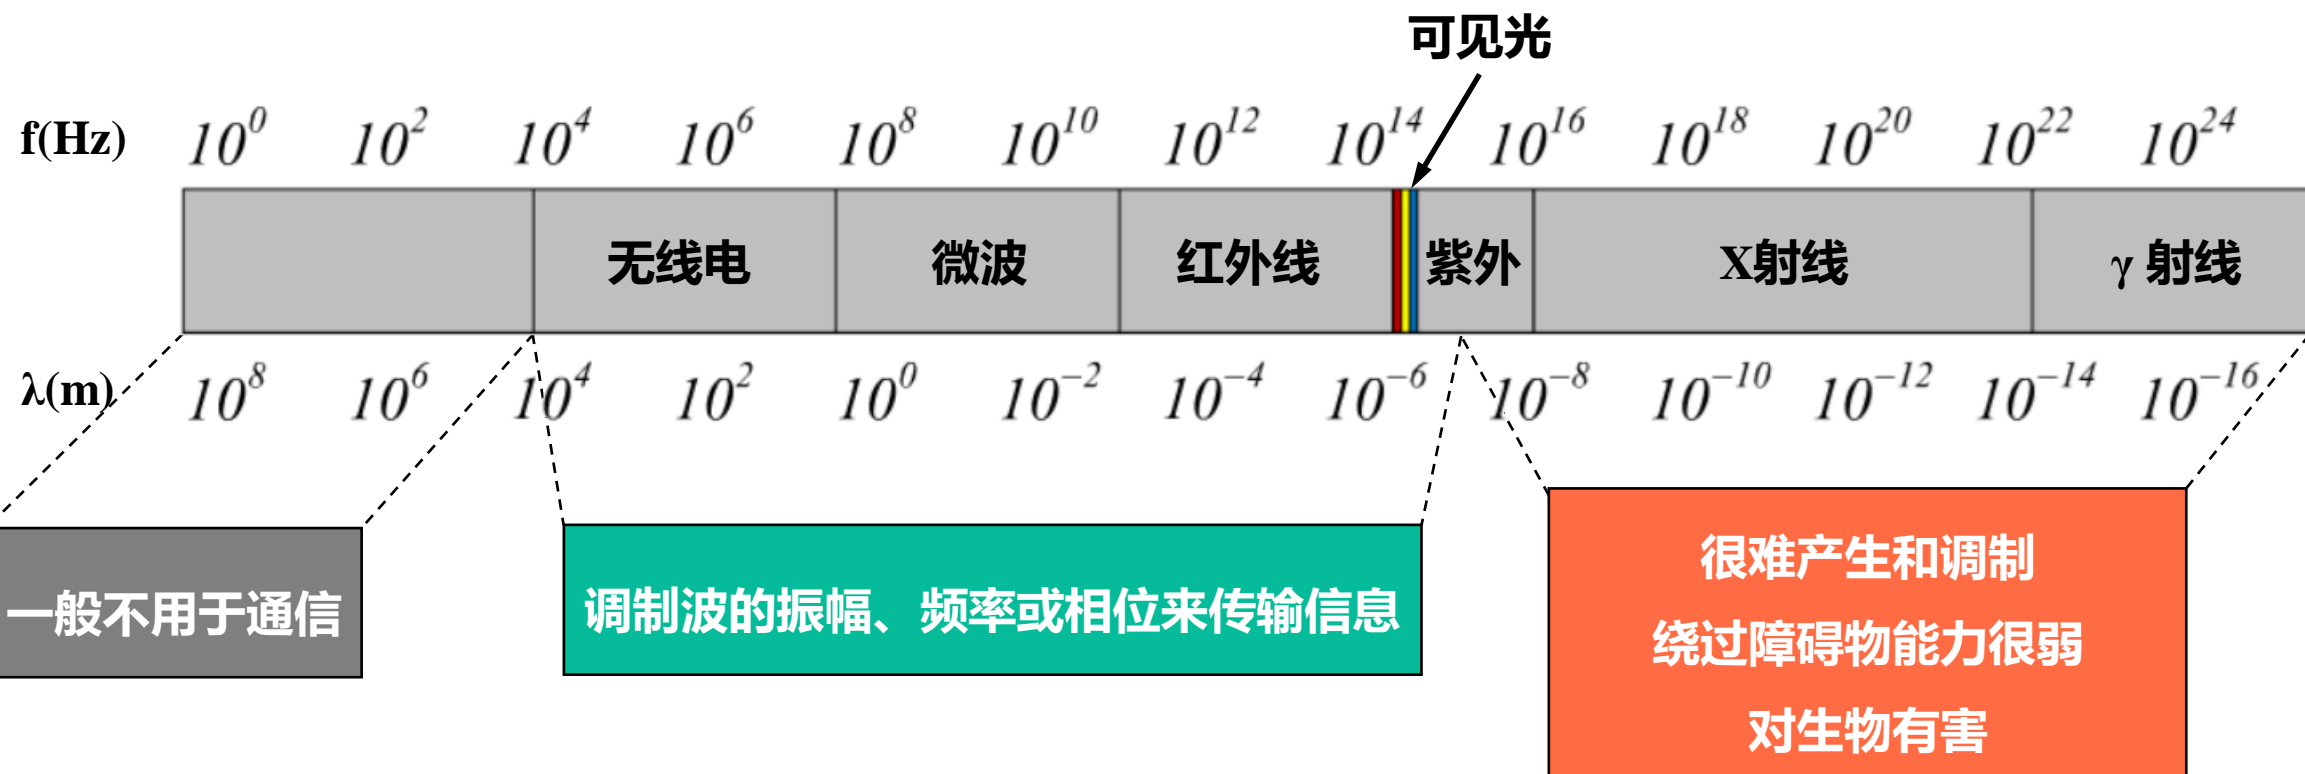 可见光
f(Hz) 10^0 10^2 10^4 10^6 10^8 10^10 10^12 10^14 10^16 10^18 10^20 10^22 10^24
无线电 微波 红外线 紫外 X射线 γ 射线
λ(m) 10^8 10^6 10^4 10^2 10^0 10^−2 10^−4 10^−6 10^−8 10^−10 10^−12 10^−14 10^−16
一般不用于通信
调制波的振幅、频率或相位来传输信息
很难产生和调制
绕过障碍物能力很弱
对生物有害